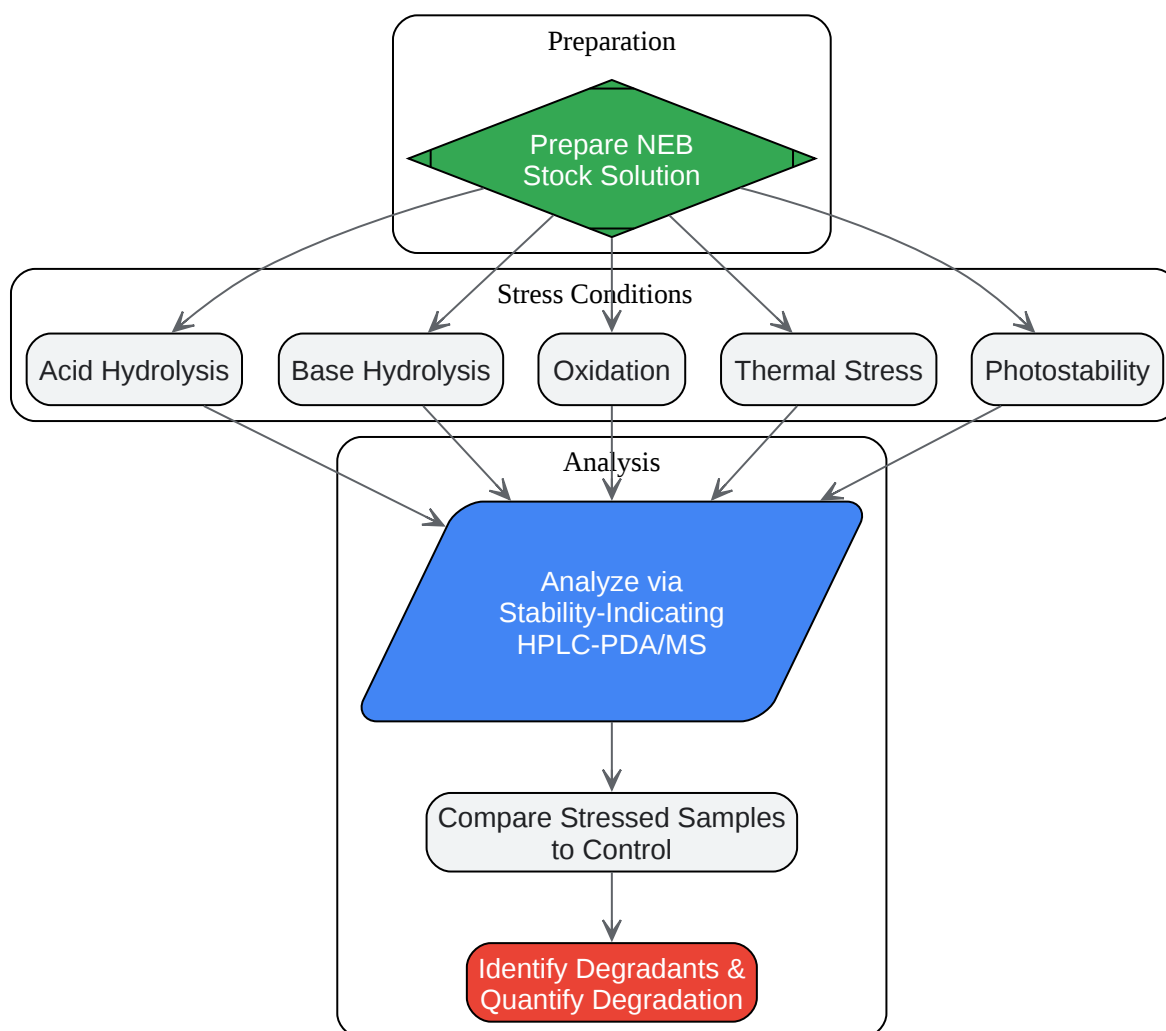 Preparation
Prepare NEB
Stock Solution
Stress Conditions
Acid Hydrolysis
Base Hydrolysis
Oxidation
Thermal Stress
Photostability
Analysis
Analyze via
Stability-Indicating
HPLC-PDA/MS
Compare Stressed Samples
to Control
Identify Degradants &
Quantify Degradation